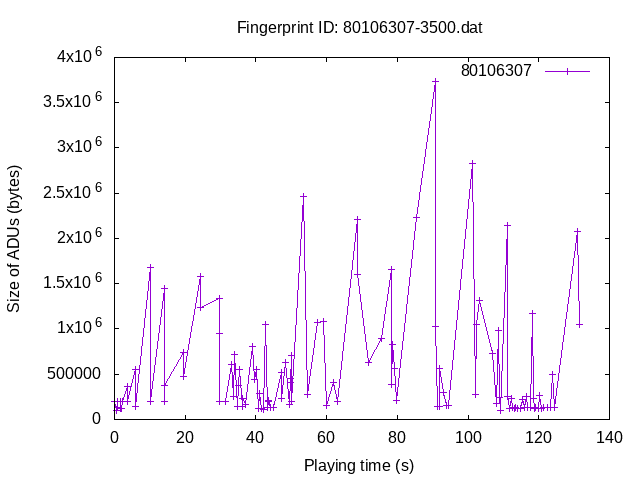 Fingerprint ID: 80106307-3500.dat
80106307
Size of ADUs (bytes)
4x10^6
3.5x10^6
3x10^6
2.5x10^6
2x10^6
1.5x10^6
1x10^6
500000
0
0 20 40 60 80 100 120 140
Playing time (s)